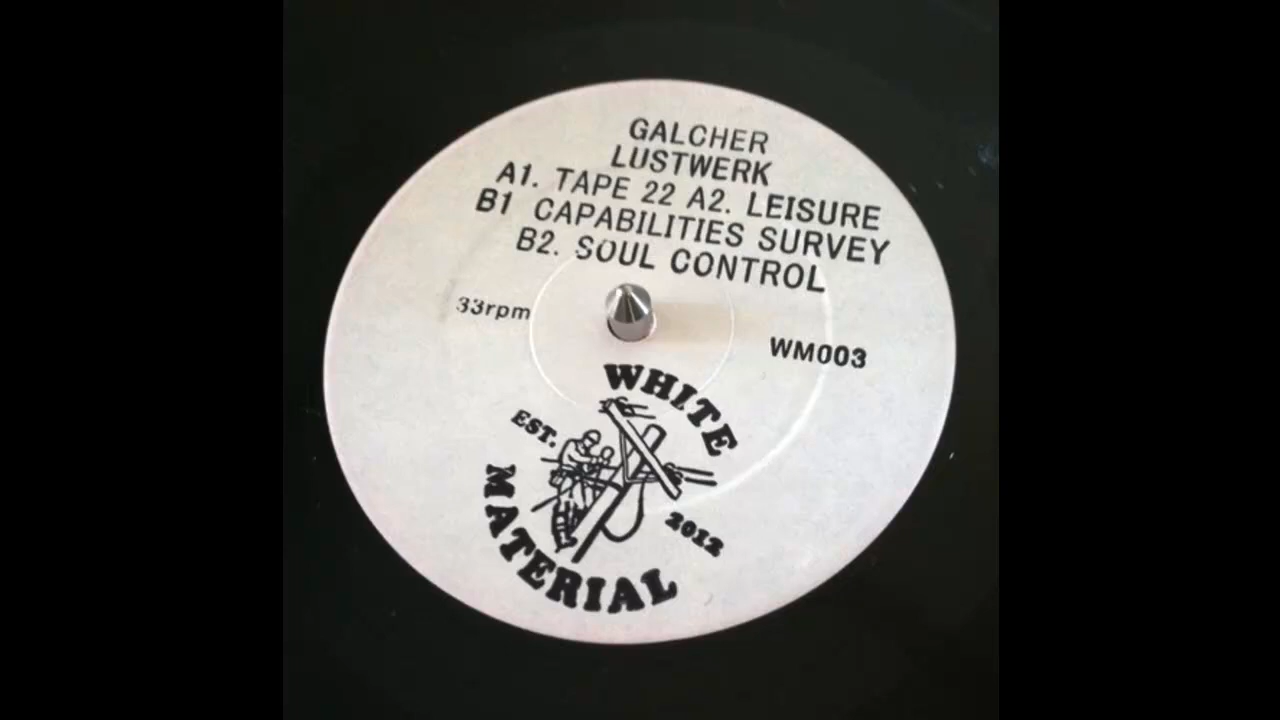 GALCHER
LUSTWERK
A1. TAPE 22 A2. LEISURE
B1 CAPABILITIES SURVEY
B2. SOUL CONTROL
33rpm
WM003
WHITE
EST.
2012
MATERIAL